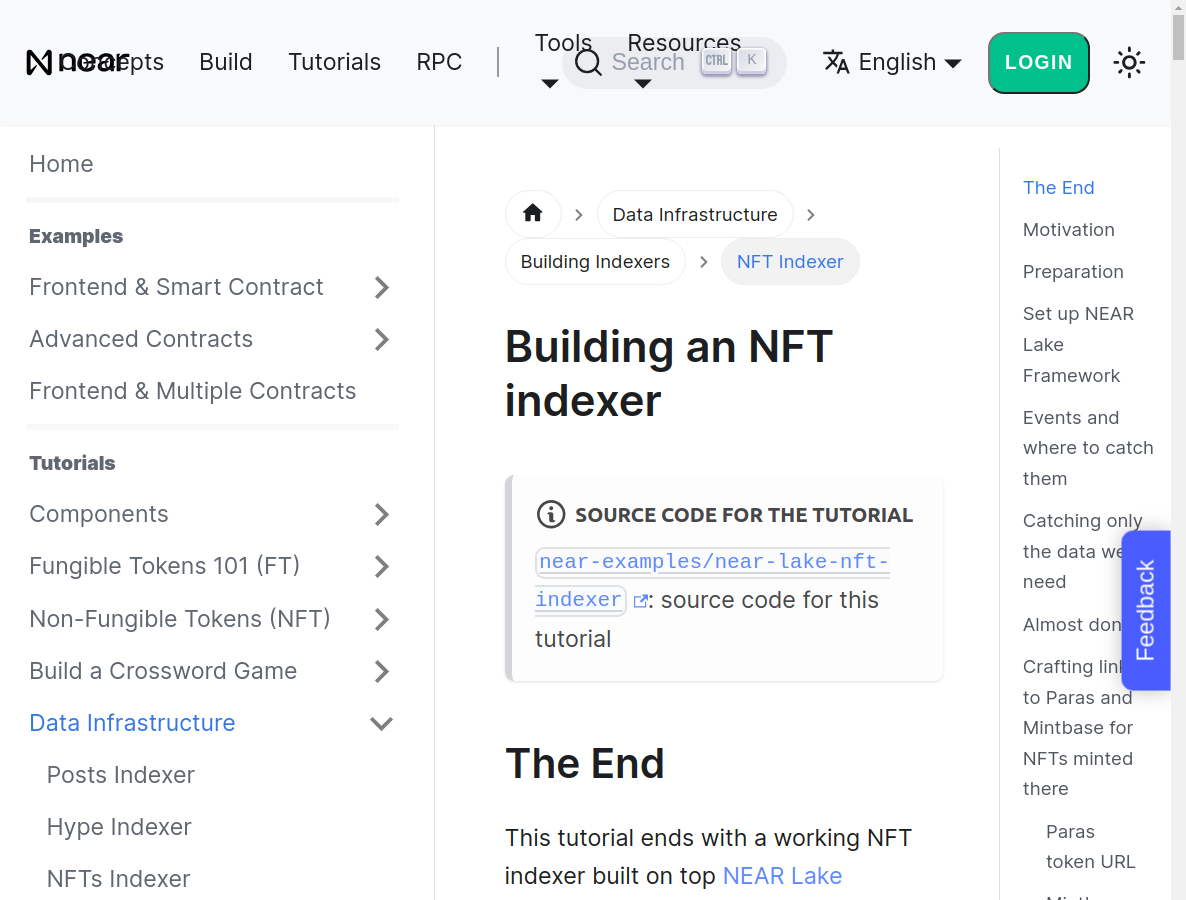 near
Concepts
Build
Tutorials
RPC
Tools
Resources
Search
CTRL
K
English
LOGIN
Home
Examples
Frontend & Smart Contract
Advanced Contracts
Frontend & Multiple Contracts
Tutorials
Components
Fungible Tokens 101 (FT)
Non-Fungible Tokens (NFT)
Build a Crossword Game
Data Infrastructure
Posts Indexer
Hype Indexer
NFTs Indexer
Data Infrastructure
Building Indexers
NFT Indexer
Building an NFT
indexer
SOURCE CODE FOR THE TUTORIAL
near-examples/near-lake-nft-
indexer : source code for this
tutorial
The End
This tutorial ends with a working NFT
indexer built on top NEAR Lake
The End
Motivation
Preparation
Set up NEAR
Lake
Framework
Events and
where to catch
them
Catching only
the data we
need
Almost don
Crafting link
to Paras and
Mintbase for
NFTs minted
there
Paras
token URL
Feedback